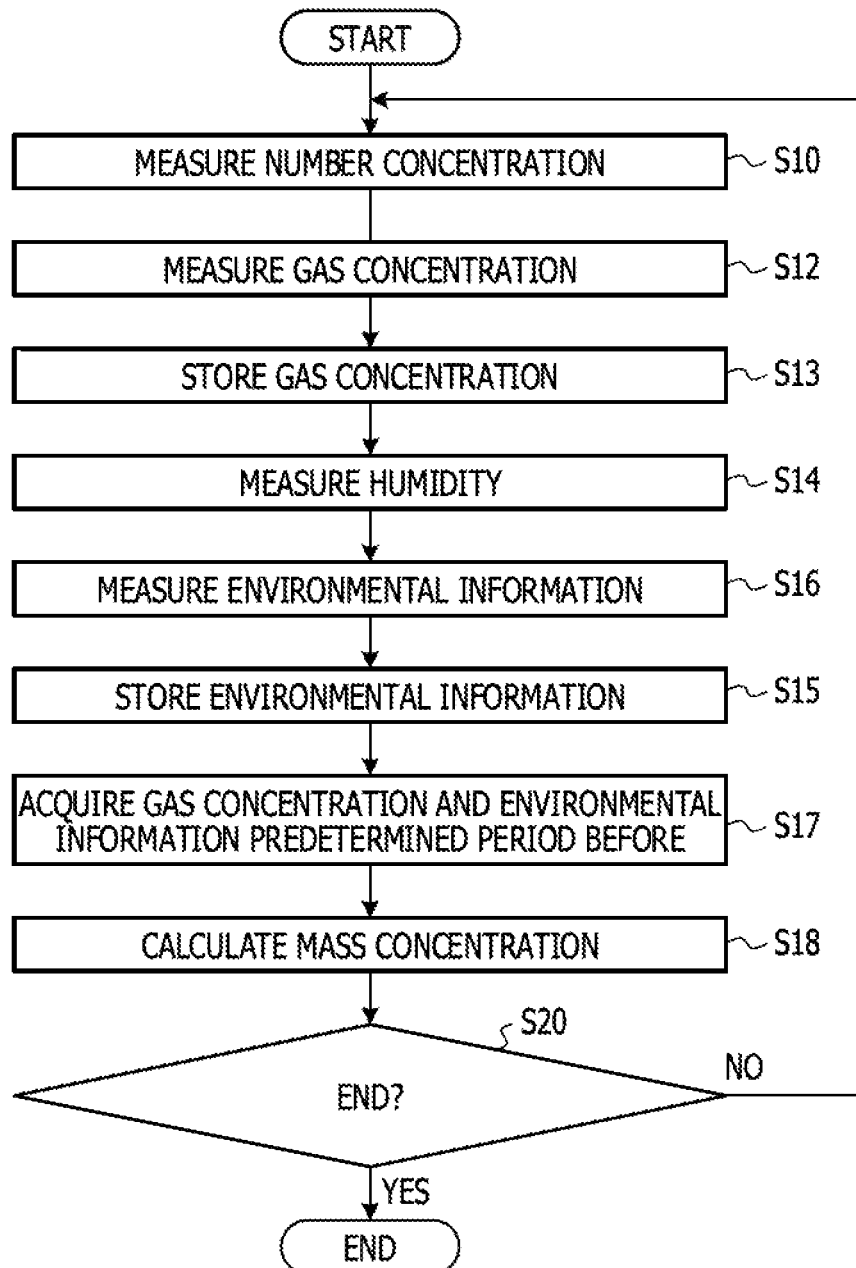 START
MEASURE NUMBER CONCENTRATION
S10
MEASURE GAS CONCENTRATION
S12
STORE GAS CONCENTRATION
S13
MEASURE HUMIDITY
S14
MEASURE ENVIRONMENTAL INFORMATION
S16
STORE ENVIRONMENTAL INFORMATION
S15
ACQUIRE GAS CONCENTRATION AND ENVIRONMENTAL
INFORMATION PREDETERMINED PERIOD BEFORE
S17
CALCULATE MASS CONCENTRATION
S18
S20
END?
NO
YES
END